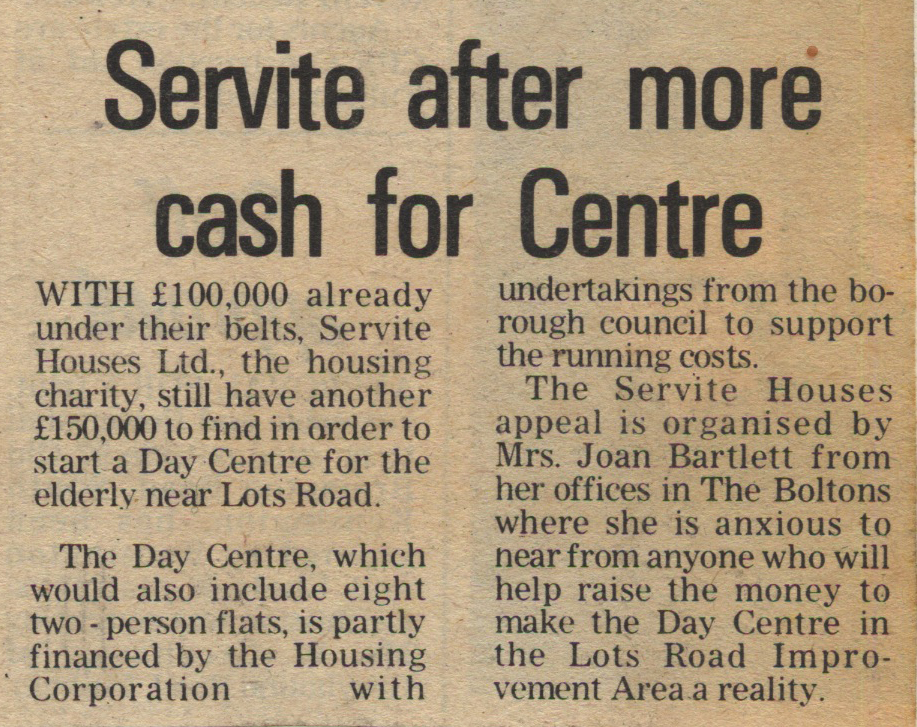 Servite after more
cash for Centre
WITH £100,000 already
under their belts, Servite
Houses Ltd., the housing
charity, still have another
£150,000 to find in order to
start a Day Centre for the
elderly near Lots Road.
The Day Centre, which
would also include eight
two - person flats, is partly
financed by the Housing
Corporation with
undertakings from the bo-
rough council to support
the running costs.
The Servite Houses
appeal is organised by
Mrs. Joan Bartlett from
her offices in The Boltons
where she is anxious to
near from anyone who will
help raise the money to
make the Day Centre in
the Lots Road Impro-
vement Area a reality.